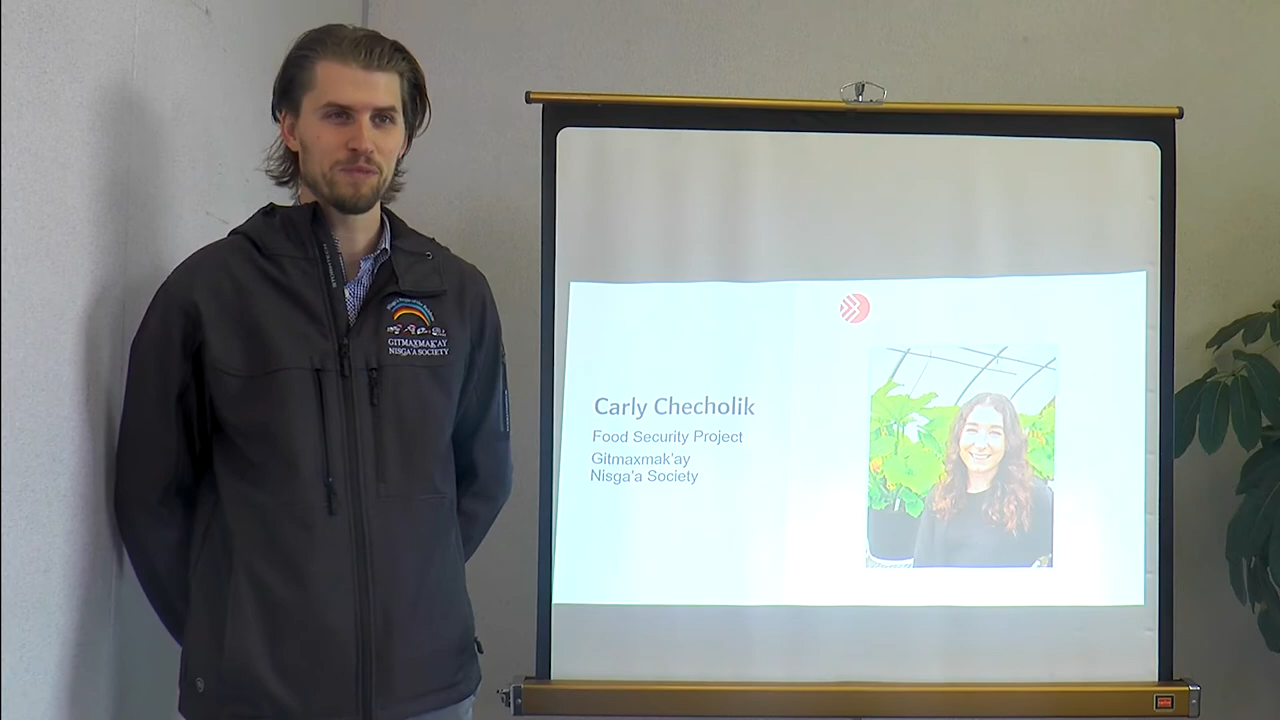 GITMAXMAK'AY
NISGA'A SOCIETY
Carly Checholik
Food Security Project
Gitmaxmak'ay
Nisga'a Society